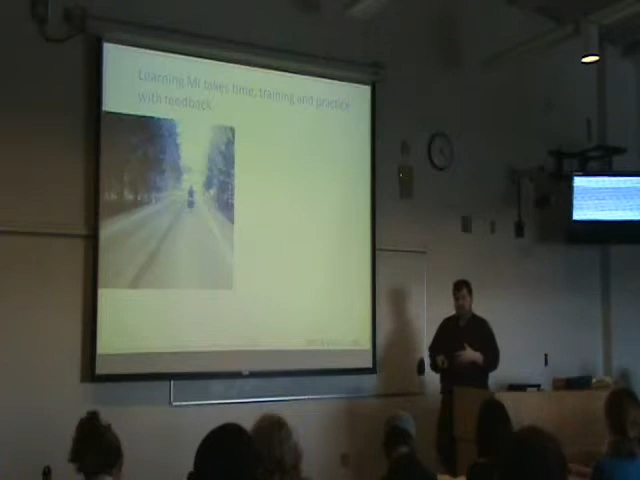 Learning MI takes time, training and practice
with feedback.